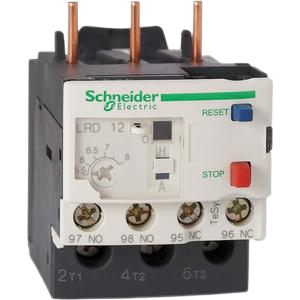 Schneider
Electric
LRD 12
RESET
6.5
7
6
5.5
8
H
A
STOP
TeSys
97 NO
98 NO
95 NC
96 NC
2T1
4T2
6T3